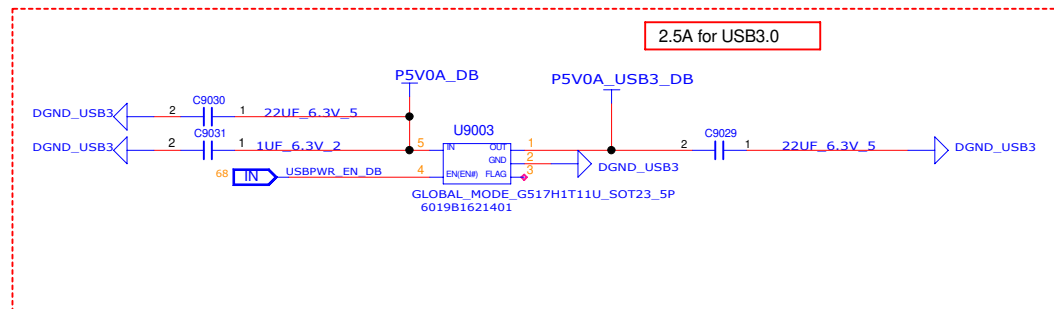 2.5A for USB3.0
P5V0A_DB
P5V0A_USB3_DB
C9030
DGND_USB3 2 1 22UF_6.3V_5
C9031
DGND_USB3 2 1 1UF_6.3V_2
U9003
5 IN OUT 1
GND 2
DGND_USB3
C9029
2 1 22UF_6.3V_5 DGND_USB3
68 IN USBPWR_EN_DB 4 EN(EN#) FLAG 3
GLOBAL_MODE_G517H1T11U_SOT23_5P
6019B1621401